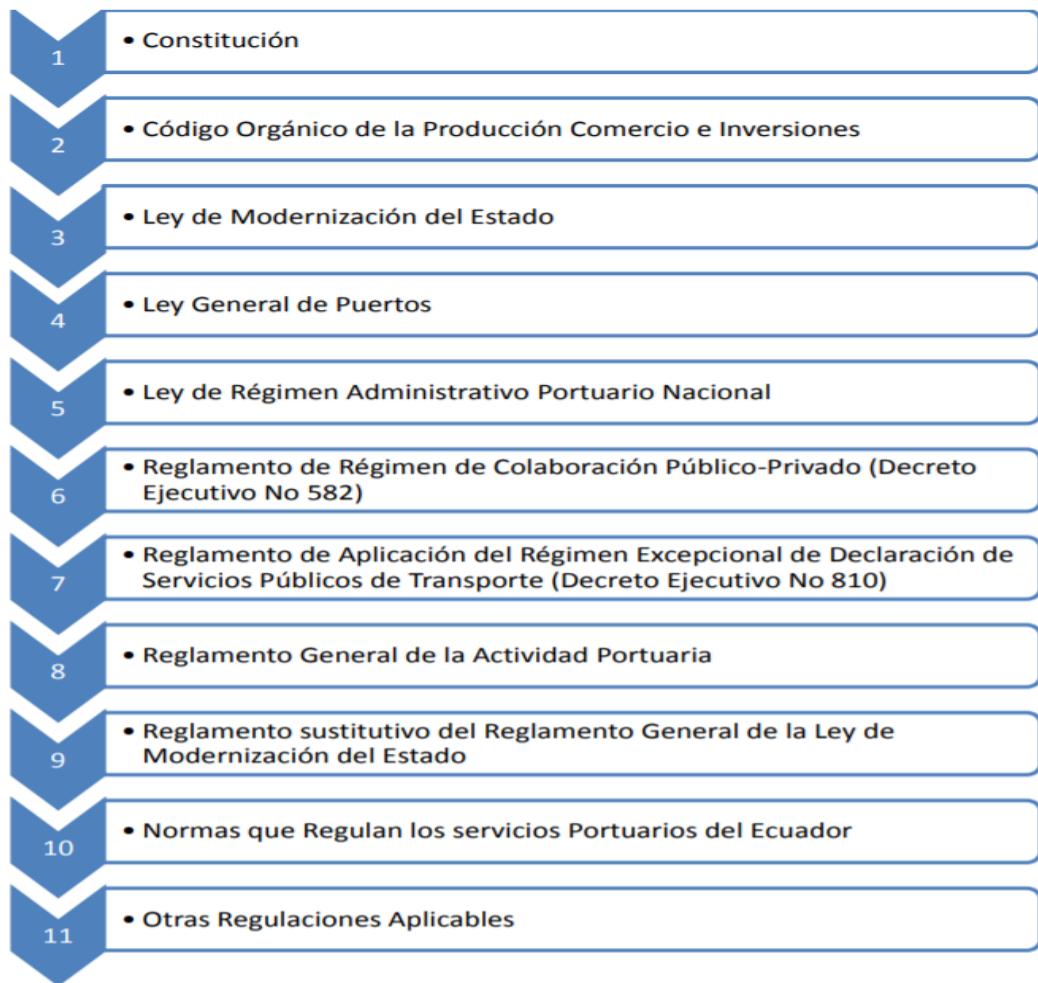 1
• Constitución
2
• Código Orgánico de la Producción Comercio e Inversiones
3
• Ley de Modernización del Estado
4
• Ley General de Puertos
5
• Ley de Régimen Administrativo Portuario Nacional
6
• Reglamento de Régimen de Colaboración Público-Privado (Decreto
Ejecutivo No 582)
7
• Reglamento de Aplicación del Régimen Excepcional de Declaración de
Servicios Públicos de Transporte (Decreto Ejecutivo No 810)
8
• Reglamento General de la Actividad Portuaria
9
• Reglamento sustitutivo del Reglamento General de la Ley de
Modernización del Estado
10
• Normas que Regulan los servicios Portuarios del Ecuador
11
• Otras Regulaciones Aplicables